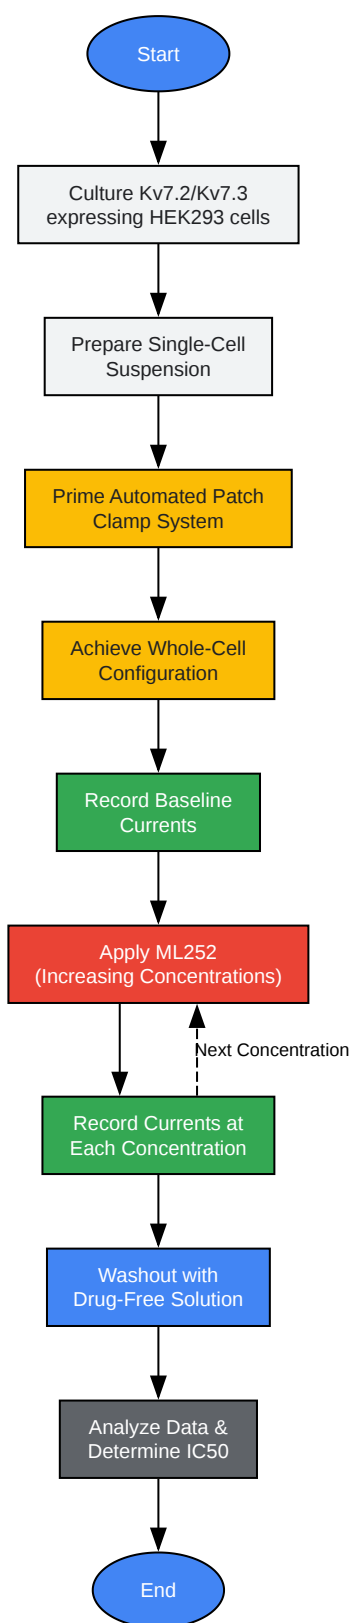 Start
Culture Kv7.2/Kv7.3
expressing HEK293 cells
Prepare Single-Cell
Suspension
Prime Automated Patch
Clamp System
Achieve Whole-Cell
Configuration
Record Baseline
Currents
Apply ML252
(Increasing Concentrations)
Next Concentration
Record Currents at
Each Concentration
Washout with
Drug-Free Solution
Analyze Data &
Determine IC50
End